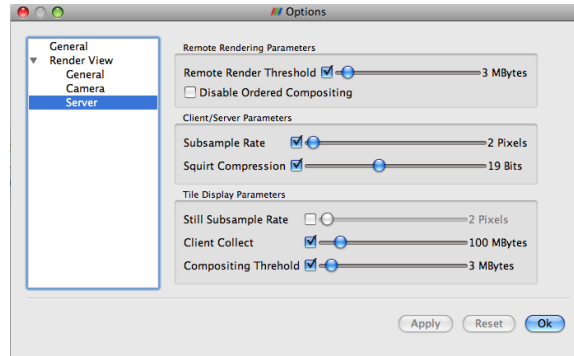 Options
General
Render View
General
Camera
Server
Remote Rendering Parameters
Remote Render Threshold 3 MBytes
Disable Ordered Compositing
Client/Server Parameters
Subsample Rate 2 Pixels
Squirt Compression 19 Bits
Tile Display Parameters
Still Subsample Rate 2 Pixels
Client Collect 100 MBytes
Compositing Threhold 3 MBytes
Apply Reset Ok